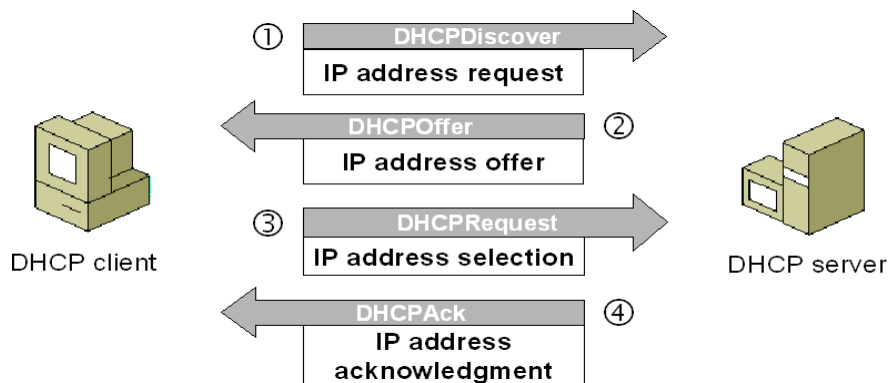 ①
DHCPDiscover
IP address request
DHCPOffer
②
IP address offer
③
DHCPRequest
IP address selection
DHCP client
DHCP server
DHCPAck
④
IP address
acknowledgment